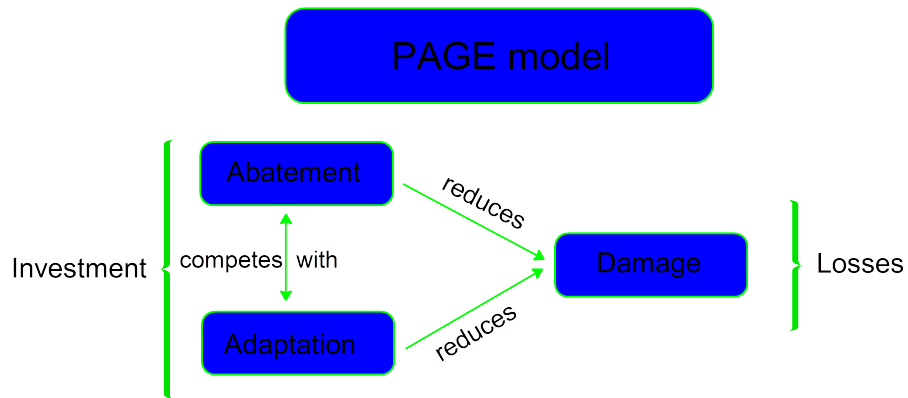 PAGE model
Abatement
reduces
Investment
competes with
Damage
Losses
Adaptation
reduces